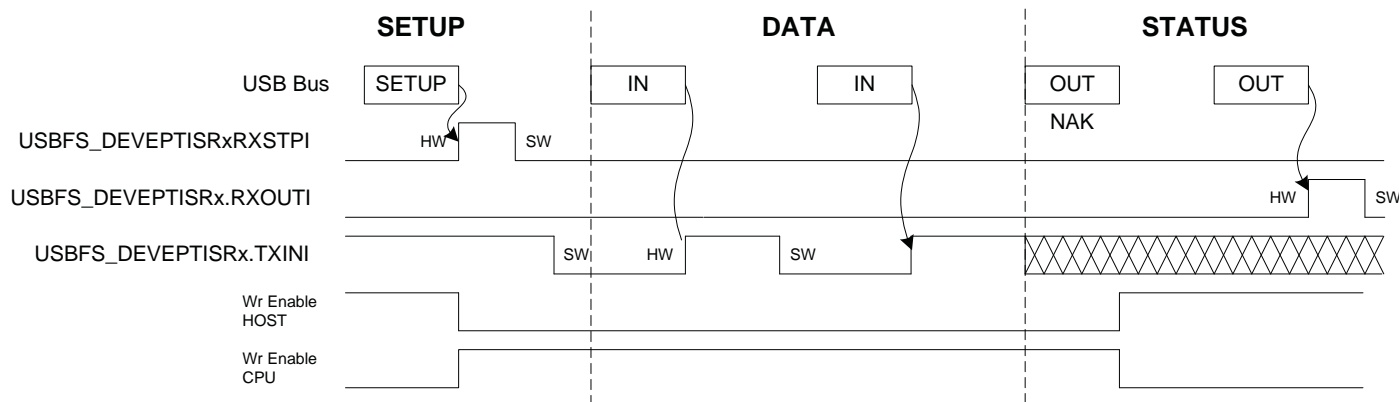 SETUP DATA STATUS
USB Bus SETUP IN IN OUT OUT
NAK
USBFS_DEVEPTISRxRXSTPI HW SW
USBFS_DEVEPTISRx.RXOUTI HW SW
USBFS_DEVEPTISRx.TXINI SW HW SW
Wr Enable
HOST
Wr Enable
CPU